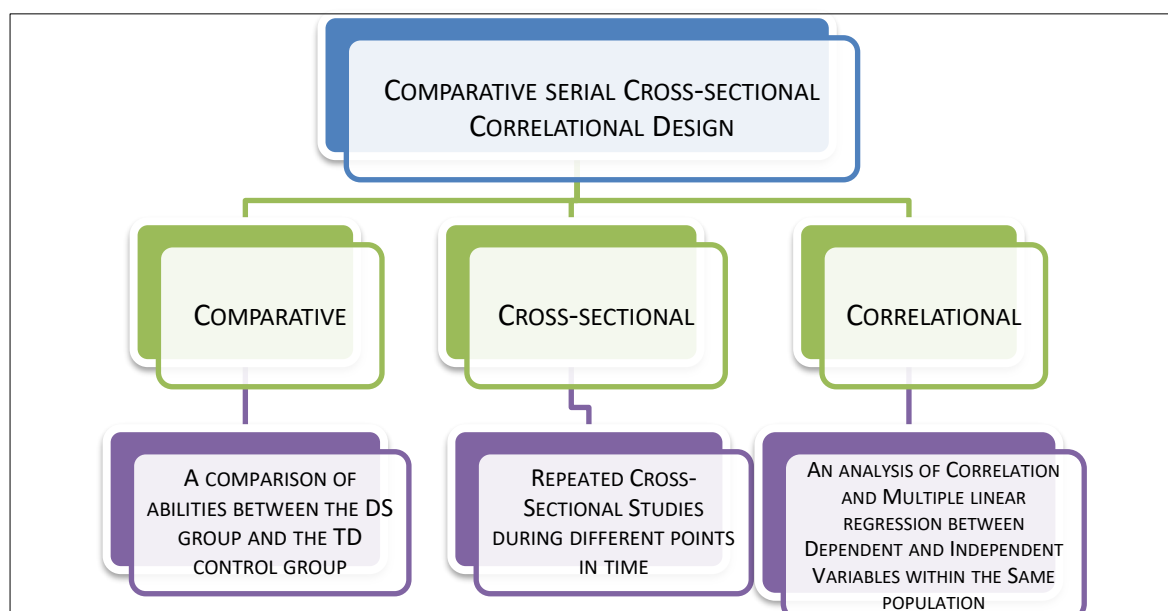 COMPARATIVE SERIAL CROSS-SECTIONAL
CORRELATIONAL DESIGN
COMPARATIVE
CROSS-SECTIONAL
CORRELATIONAL
A COMPARISON OF
ABILITIES BETWEEN THE DS
GROUP AND THE TD
CONTROL GROUP
REPEATED CROSS-
SECTIONAL STUDIES
DURING DIFFERENT POINTS
IN TIME
AN ANALYSIS OF CORRELATION
AND MULTIPLE LINEAR
REGRESSION BETWEEN
DEPENDENT AND INDEPENDENT
VARIABLES WITHIN THE SAME
POPULATION